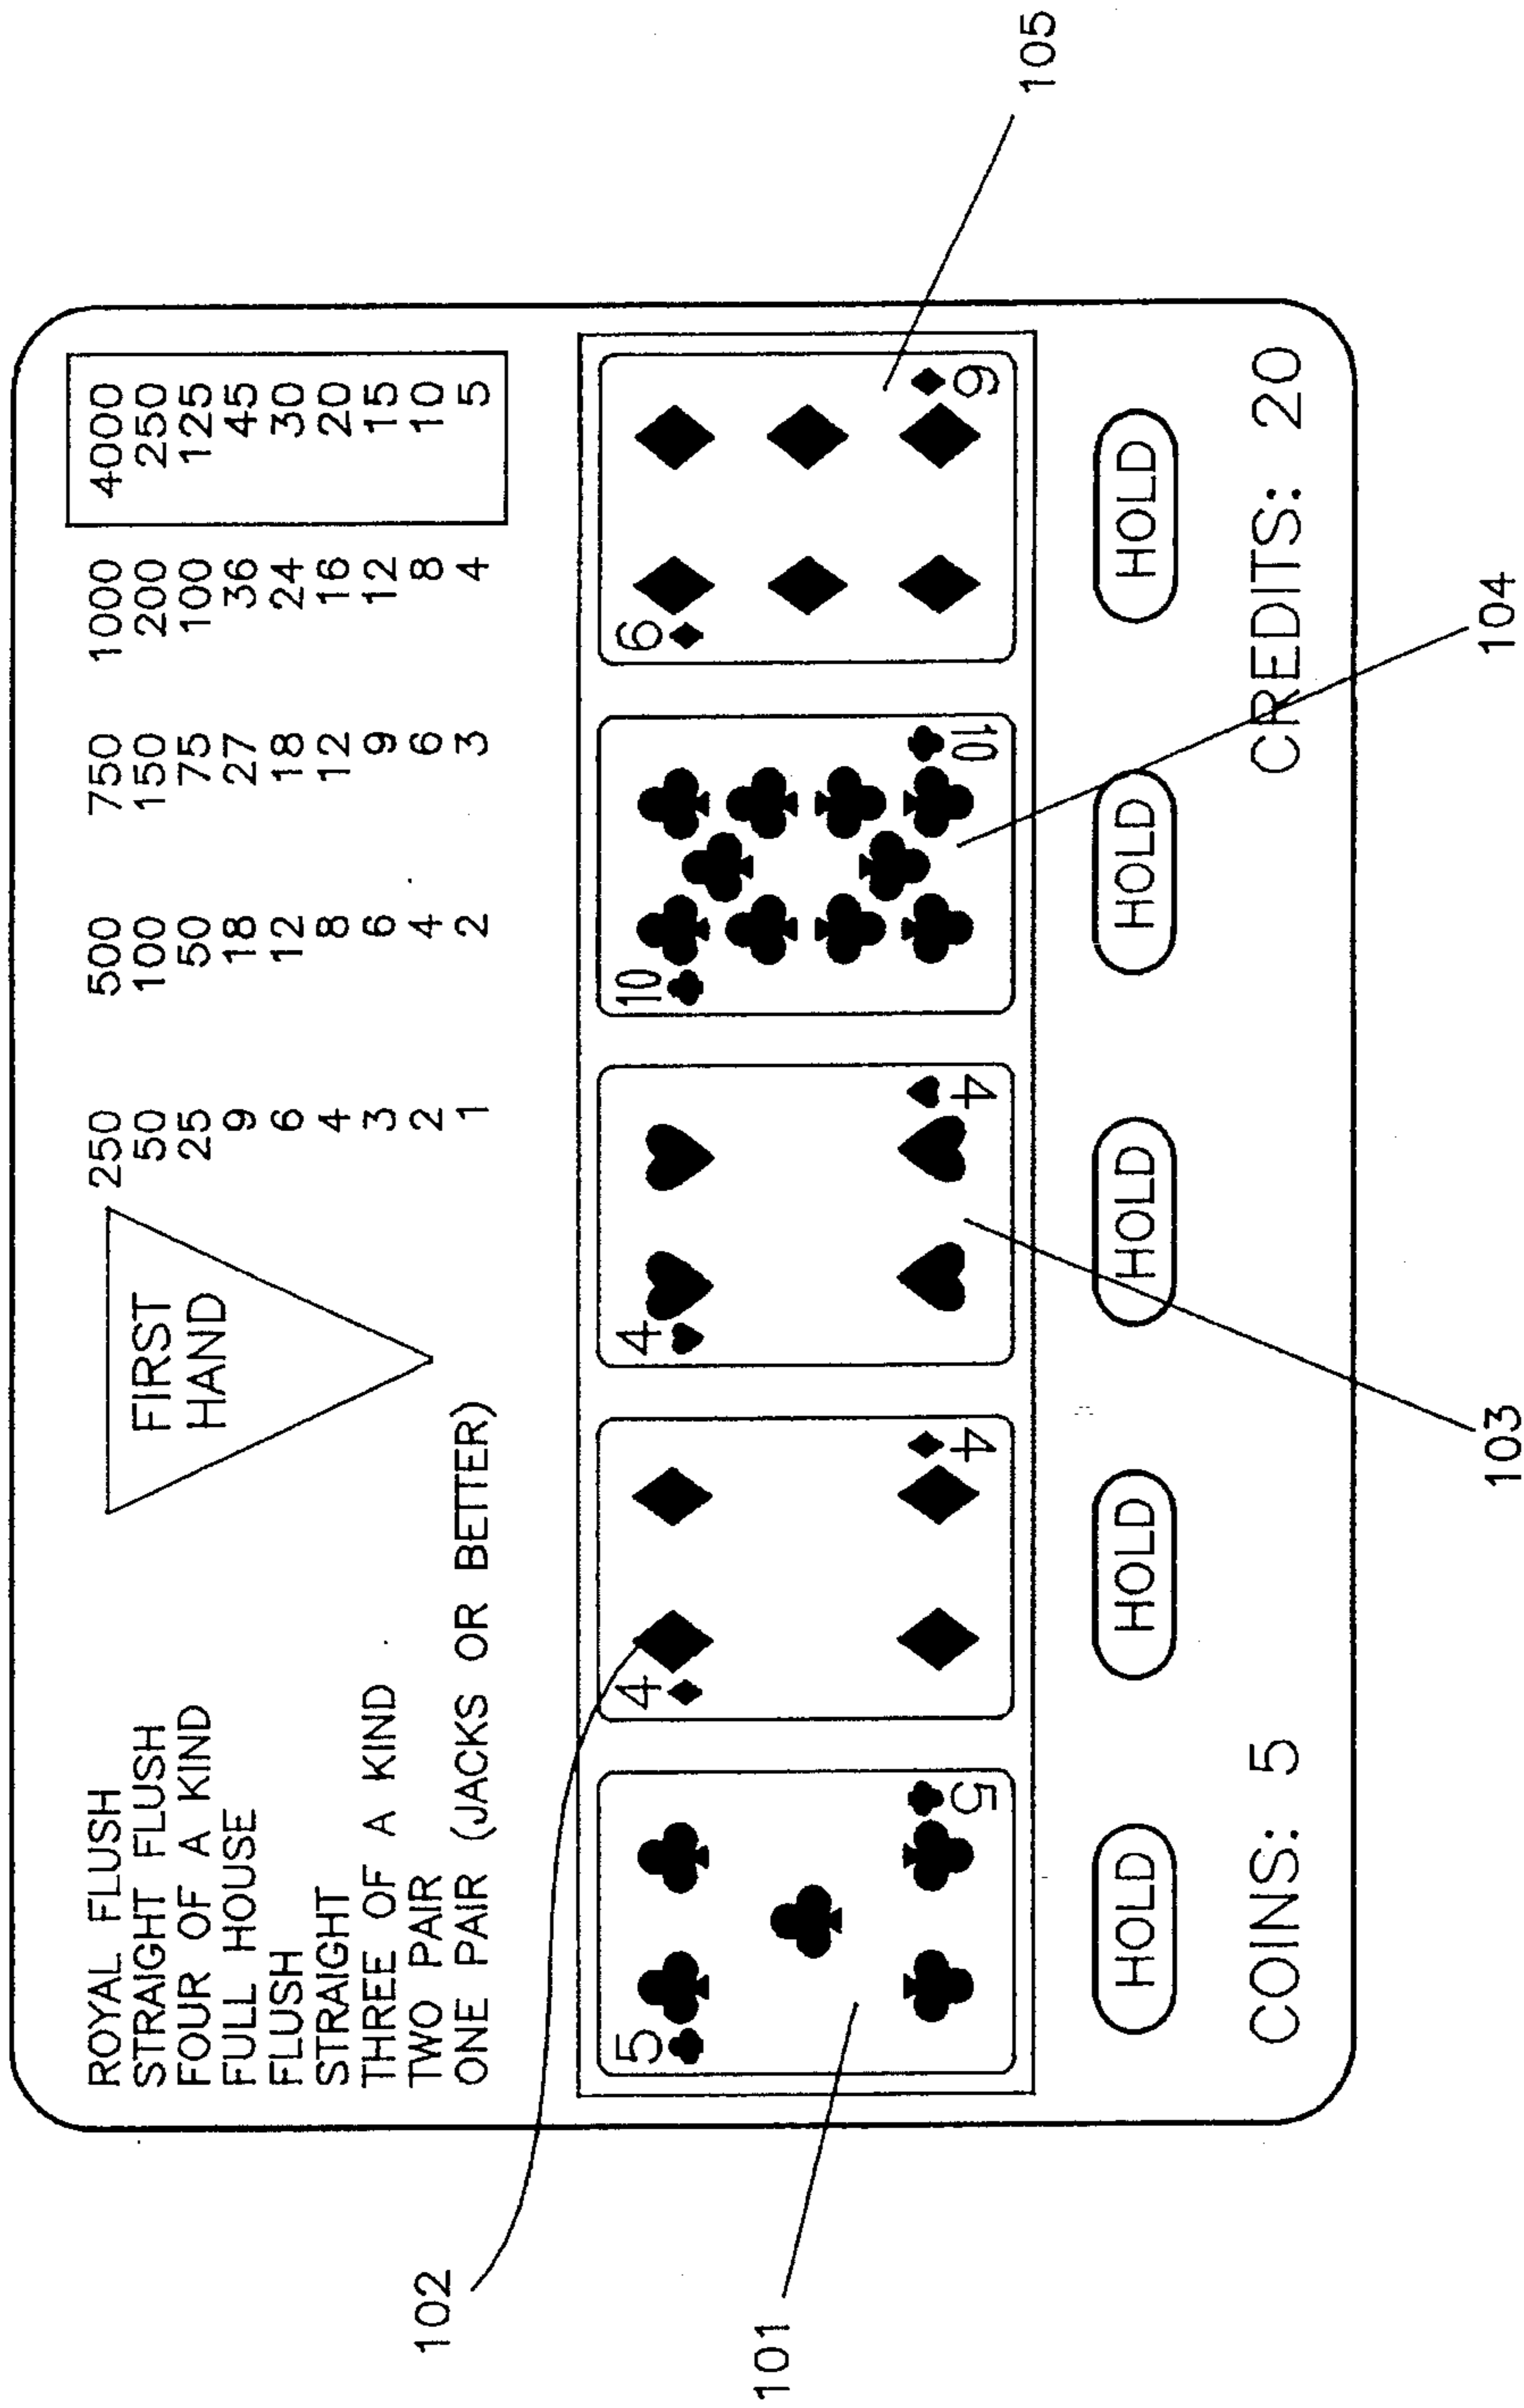 ROYAL FLUSH 250 500 750 1000 4000
STRAIGHT FLUSH 50 100 150 200 250
FOUR OF A KIND 25 50 75 100 125
FULL HOUSE 9 18 27 36 45
FLUSH 6 12 18 24 30
STRAIGHT 4 8 12 16 20
THREE OF A KIND 3 6 9 12 15
TWO PAIR 2 4 6 8 10
ONE PAIR (JACKS OR BETTER) 1 2 3 4 5
FIRST
HAND
5 4 4 10 6
5 4 4 10 6
HOLD HOLD HOLD HOLD HOLD
COINS: 5 CREDITS: 20
102
101
103
104
105